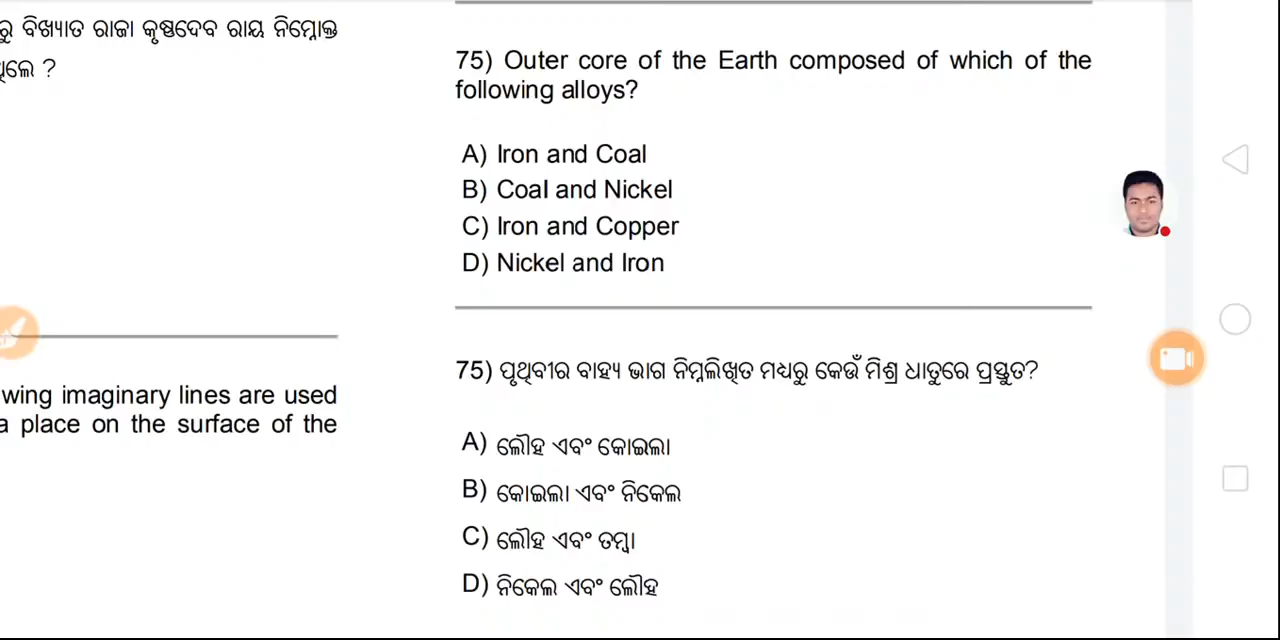 ରୁ ବିଖ୍ୟାତ ରାଜା କୃଷ୍ଣଦେବ ରାୟ ନିମ୍ନୋକ୍ତ
ଥିଲେ ?
wing imaginary lines are used
a place on the surface of the
75) Outer core of the Earth composed of which of the
following alloys?
A) Iron and Coal
B) Coal and Nickel
C) Iron and Copper
D) Nickel and Iron
75) ପୃଥିବୀର ବାହ୍ୟ ଭାଗ ନିମ୍ନଲିଖିତ ମଧ୍ଯରୁ କେଉଁ ମିଶ୍ର ଧାତୁରେ ପ୍ରସ୍ତୁତ?
A) ଲୌହ ଏବଂ କୋଇଲା
B) କୋଇଲା ଏବଂ ନିକେଲ
C) ଲୌହ ଏବଂ ତମ୍ବା
D) ନିକେଲ ଏବଂ ଲୌହ